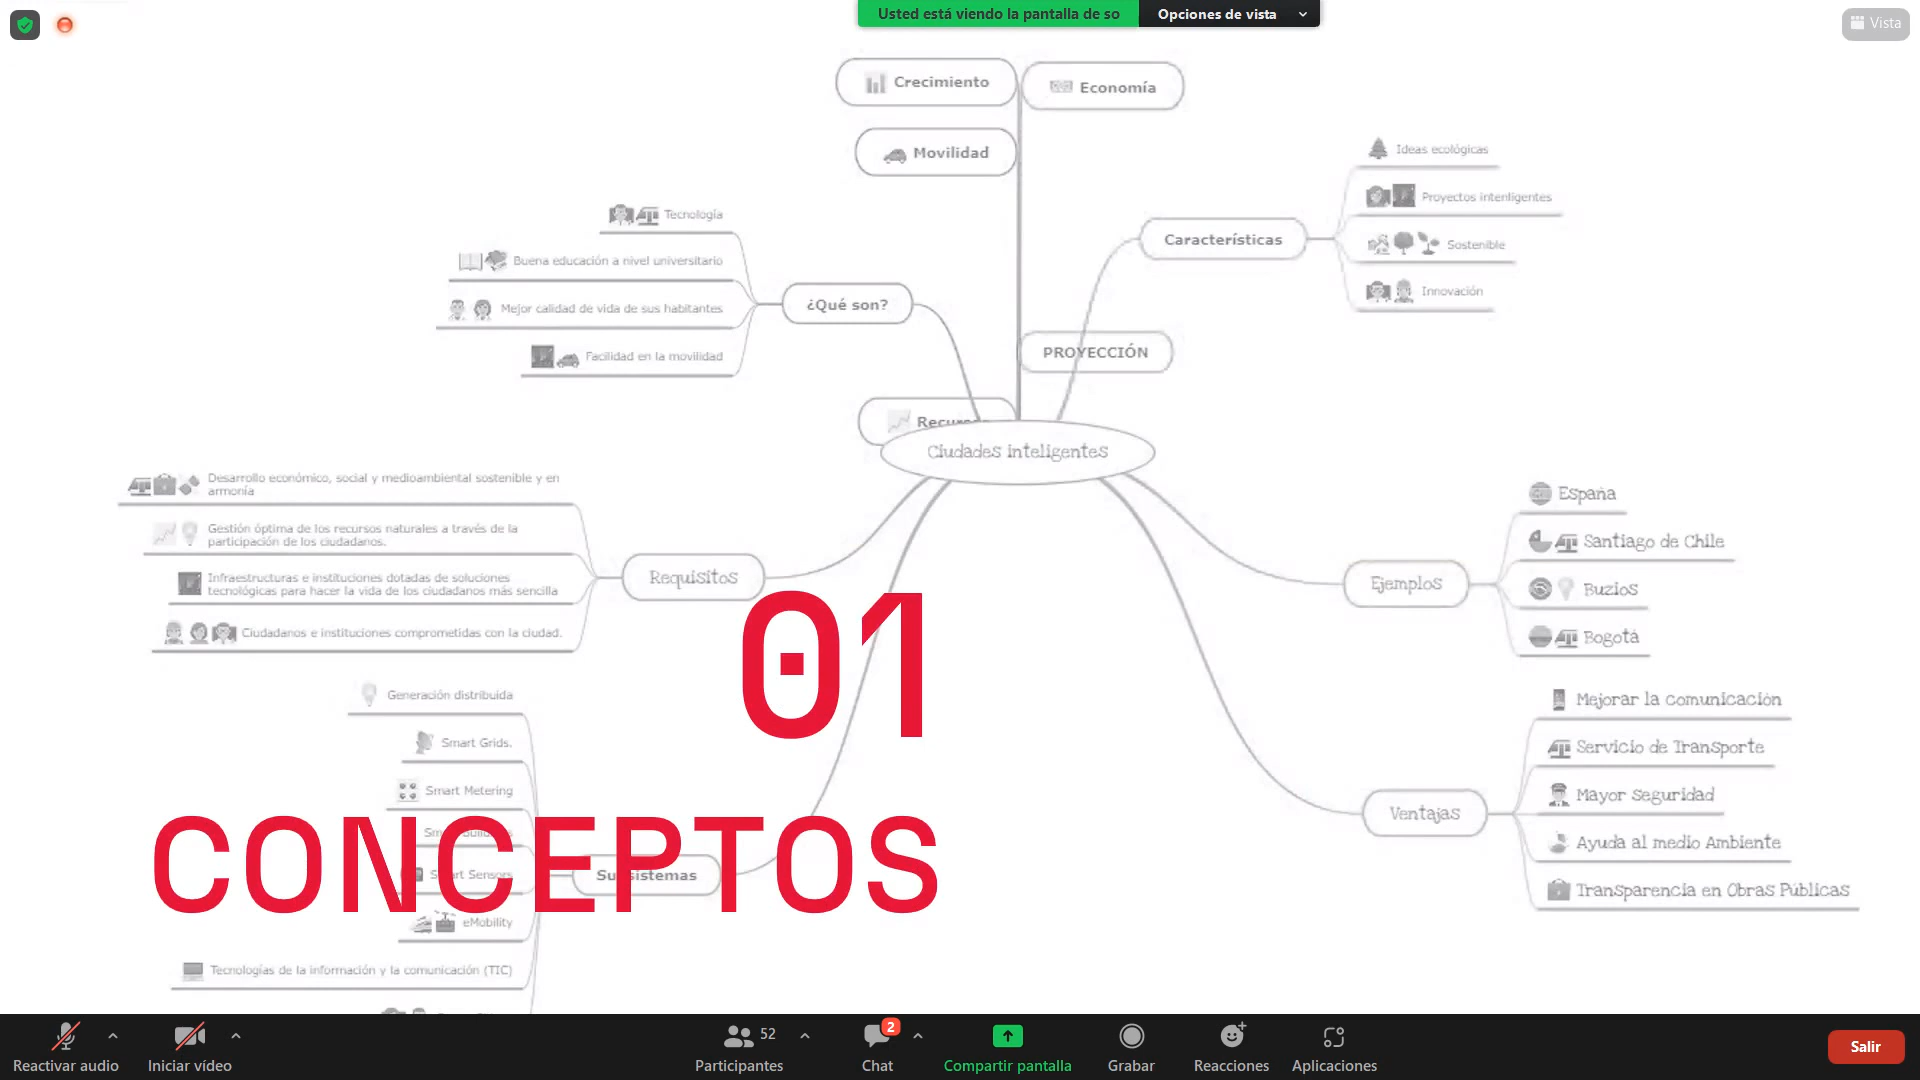 Usted está viendo la pantalla de so
Opciones de vista
Vista
Crecimiento
Economía
Movilidad
Ideas ecológicas
Proyectos intenligentes
Sostenible
Innovación
Características
Tecnología
Buena educación a nivel universitario
Mejor calidad de vida de sus habitantes
Facilidad en la movilidad
¿Qué son?
PROYECCIÓN
Ciudades inteligentes
Desarrollo económico, social y medioambiental sostenible y en
armonía
Gestión óptima de los recursos naturales a través de la
participación de los ciudadanos.
Infraestructuras e instituciones dotadas de soluciones
tecnológicas para hacer la vida de los ciudadanos más sencilla
Ciudadanos e instituciones comprometidas con la ciudad.
Requisitos
España
Santiago de Chile
Buzios
Bogotá
Ejemplos
01
CONCEPTOS
Generación distribuida
Smart Grids.
Smart Metering
Smart Sensors
eMobility
Tecnologías de la información y la comunicación (TIC)
Subsistemas
Mejorar la comunicación
Servicio de Transporte
Mayor seguridad
Ayuda al medio Ambiente
Transparencia en Obras Públicas
Ventajas
Reactivar audio
Iniciar vídeo
52
Participantes
2
Chat
Compartir pantalla
Grabar
Reacciones
Aplicaciones
Salir